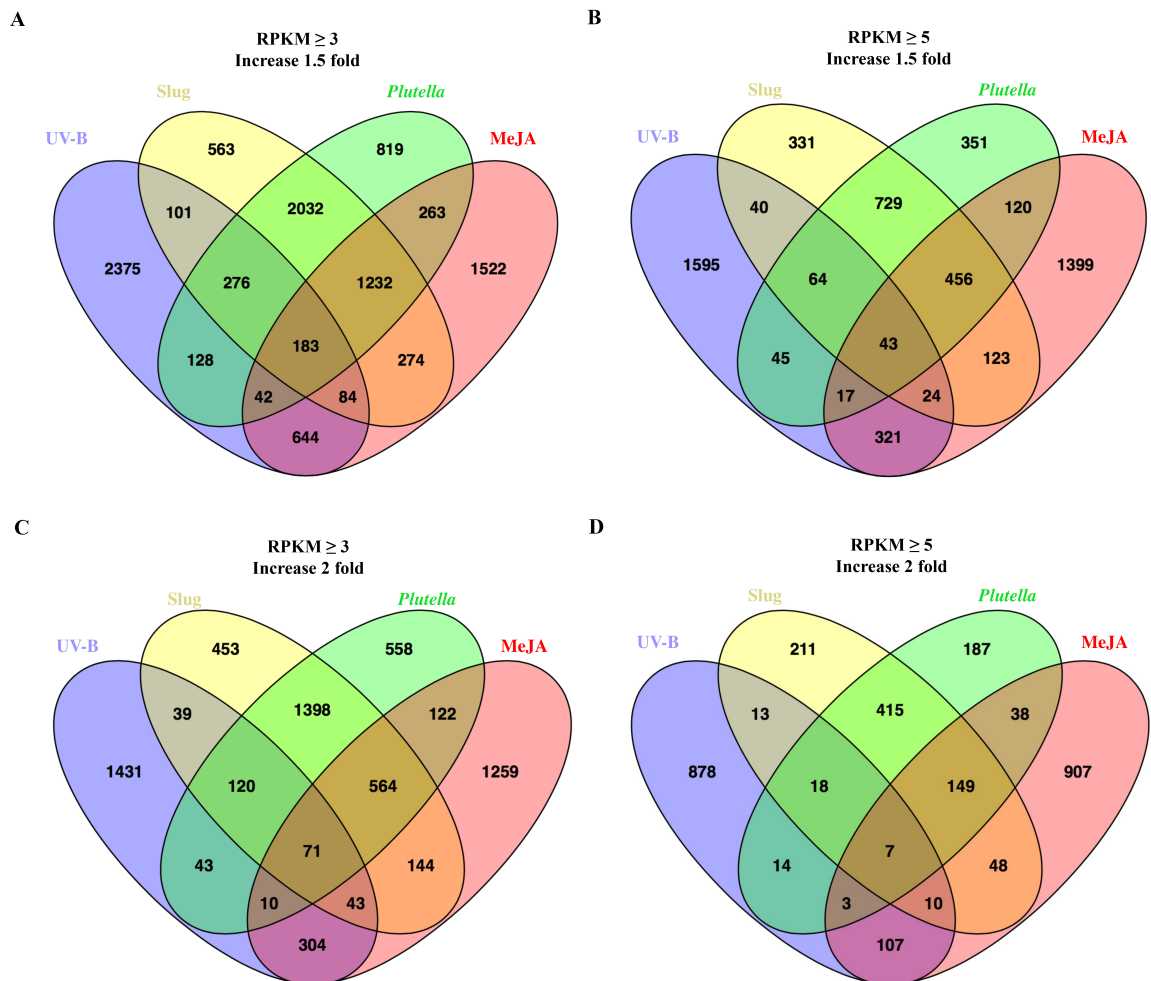 A
RPKM ≥ 3
Increase 1.5 fold
Slug
Plutella
UV-B
MeJA
563
819
101
2032
263
2375
276
1232
1522
183
128
274
42
84
644
B
RPKM ≥ 5
Increase 1.5 fold
Slug
Plutella
UV-B
MeJA
331
351
40
729
120
1595
64
456
1399
43
45
123
17
24
321
C
RPKM ≥ 3
Increase 2 fold
Slug
Plutella
UV-B
MeJA
453
558
39
1398
122
1431
120
564
1259
71
43
144
10
43
304
D
RPKM ≥ 5
Increase 2 fold
Slug
Plutella
UV-B
MeJA
211
187
13
415
38
878
18
149
907
7
14
48
3
10
107